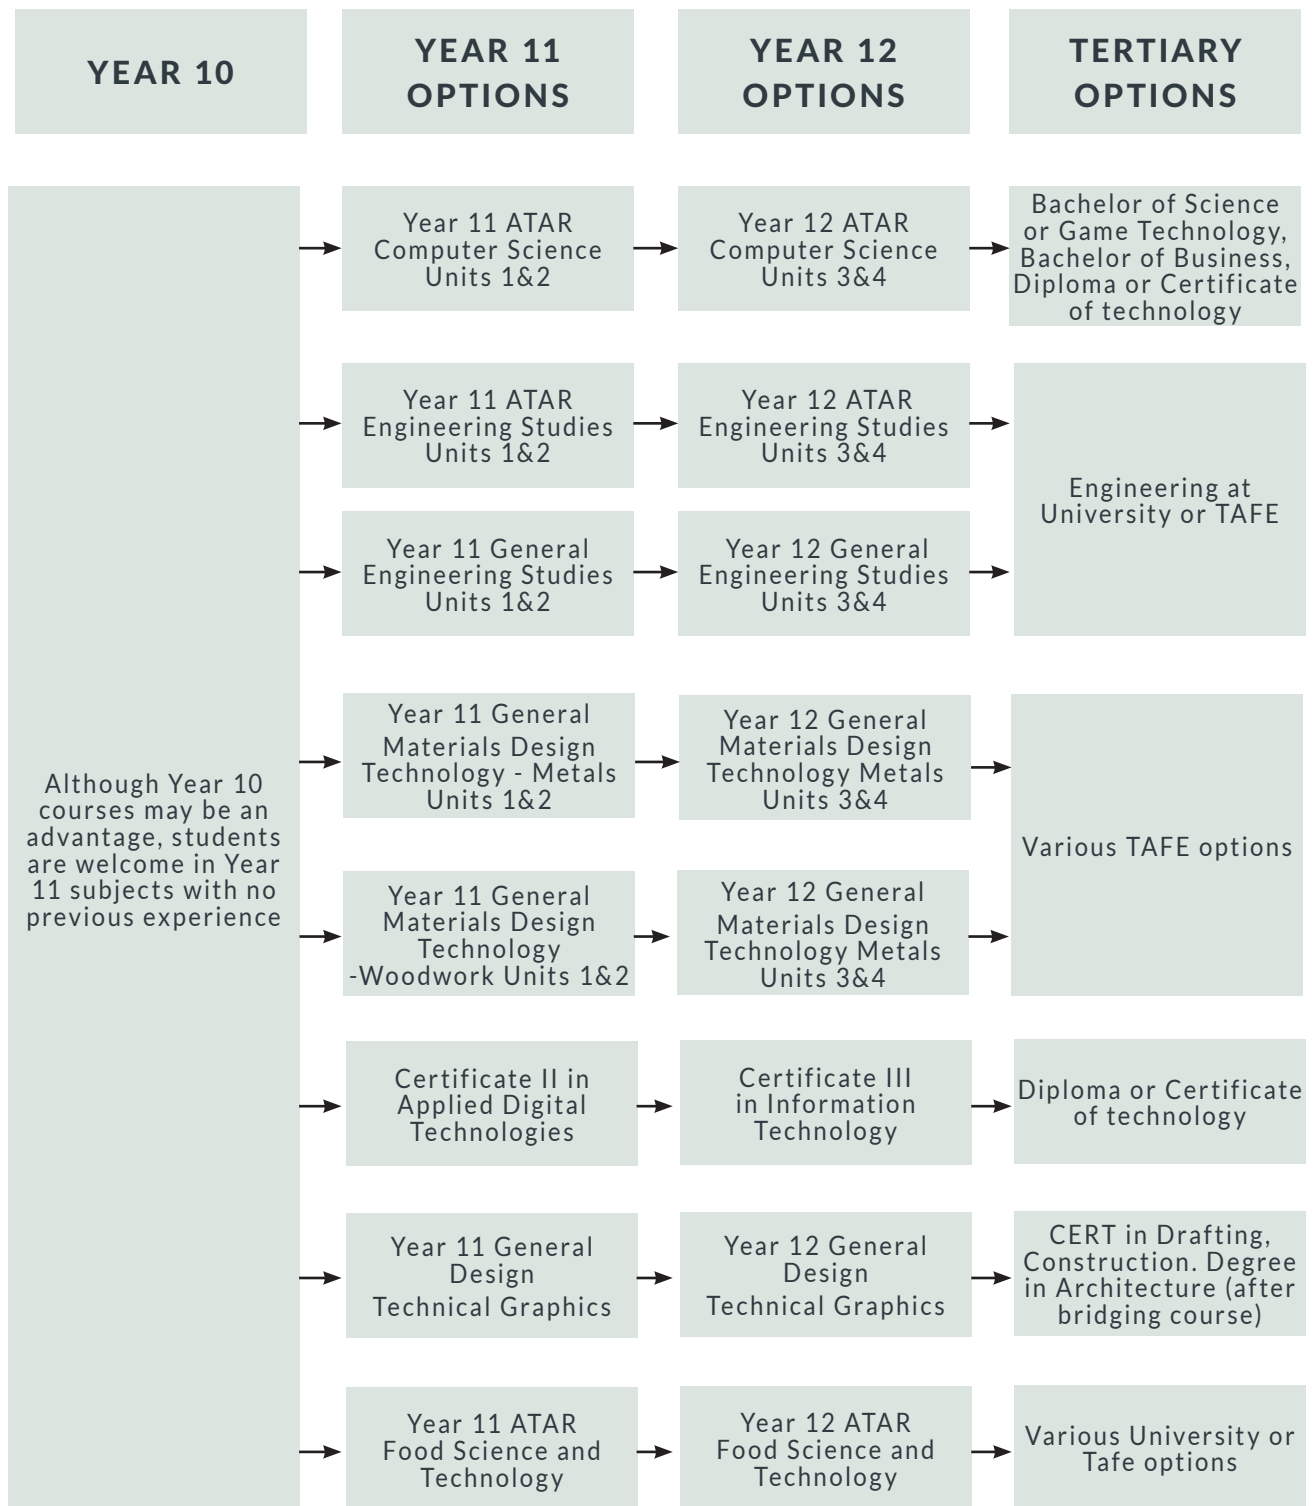 YEAR 10
YEAR 11
OPTIONS
YEAR 12
OPTIONS
TERTIARY
OPTIONS
Although Year 10
courses may be an
advantage, students
are welcome in Year
11 subjects with no
previous experience
Year 11 ATAR
Computer Science
Units 1&2
Year 12 ATAR
Computer Science
Units 3&4
Bachelor of Science
or Game Technology,
Bachelor of Business,
Diploma or Certificate
of technology
Year 11 ATAR
Engineering Studies
Units 1&2
Year 12 ATAR
Engineering Studies
Units 3&4
Engineering at
University or TAFE
Year 11 General
Engineering Studies
Units 1&2
Year 12 General
Engineering Studies
Units 3&4
Year 11 General
Materials Design
Technology - Metals
Units 1&2
Year 12 General
Materials Design
Technology Metals
Units 3&4
Various TAFE options
Year 11 General
Materials Design
Technology
-Woodwork Units 1&2
Year 12 General
Materials Design
Technology Metals
Units 3&4
Certificate II in
Applied Digital
Technologies
Certificate III
in Information
Technology
Diploma or Certificate
of technology
Year 11 General
Design
Technical Graphics
Year 12 General
Design
Technical Graphics
CERT in Drafting,
Construction. Degree
in Architecture (after
bridging course)
Year 11 ATAR
Food Science and
Technology
Year 12 ATAR
Food Science and
Technology
Various University or
Tafe options